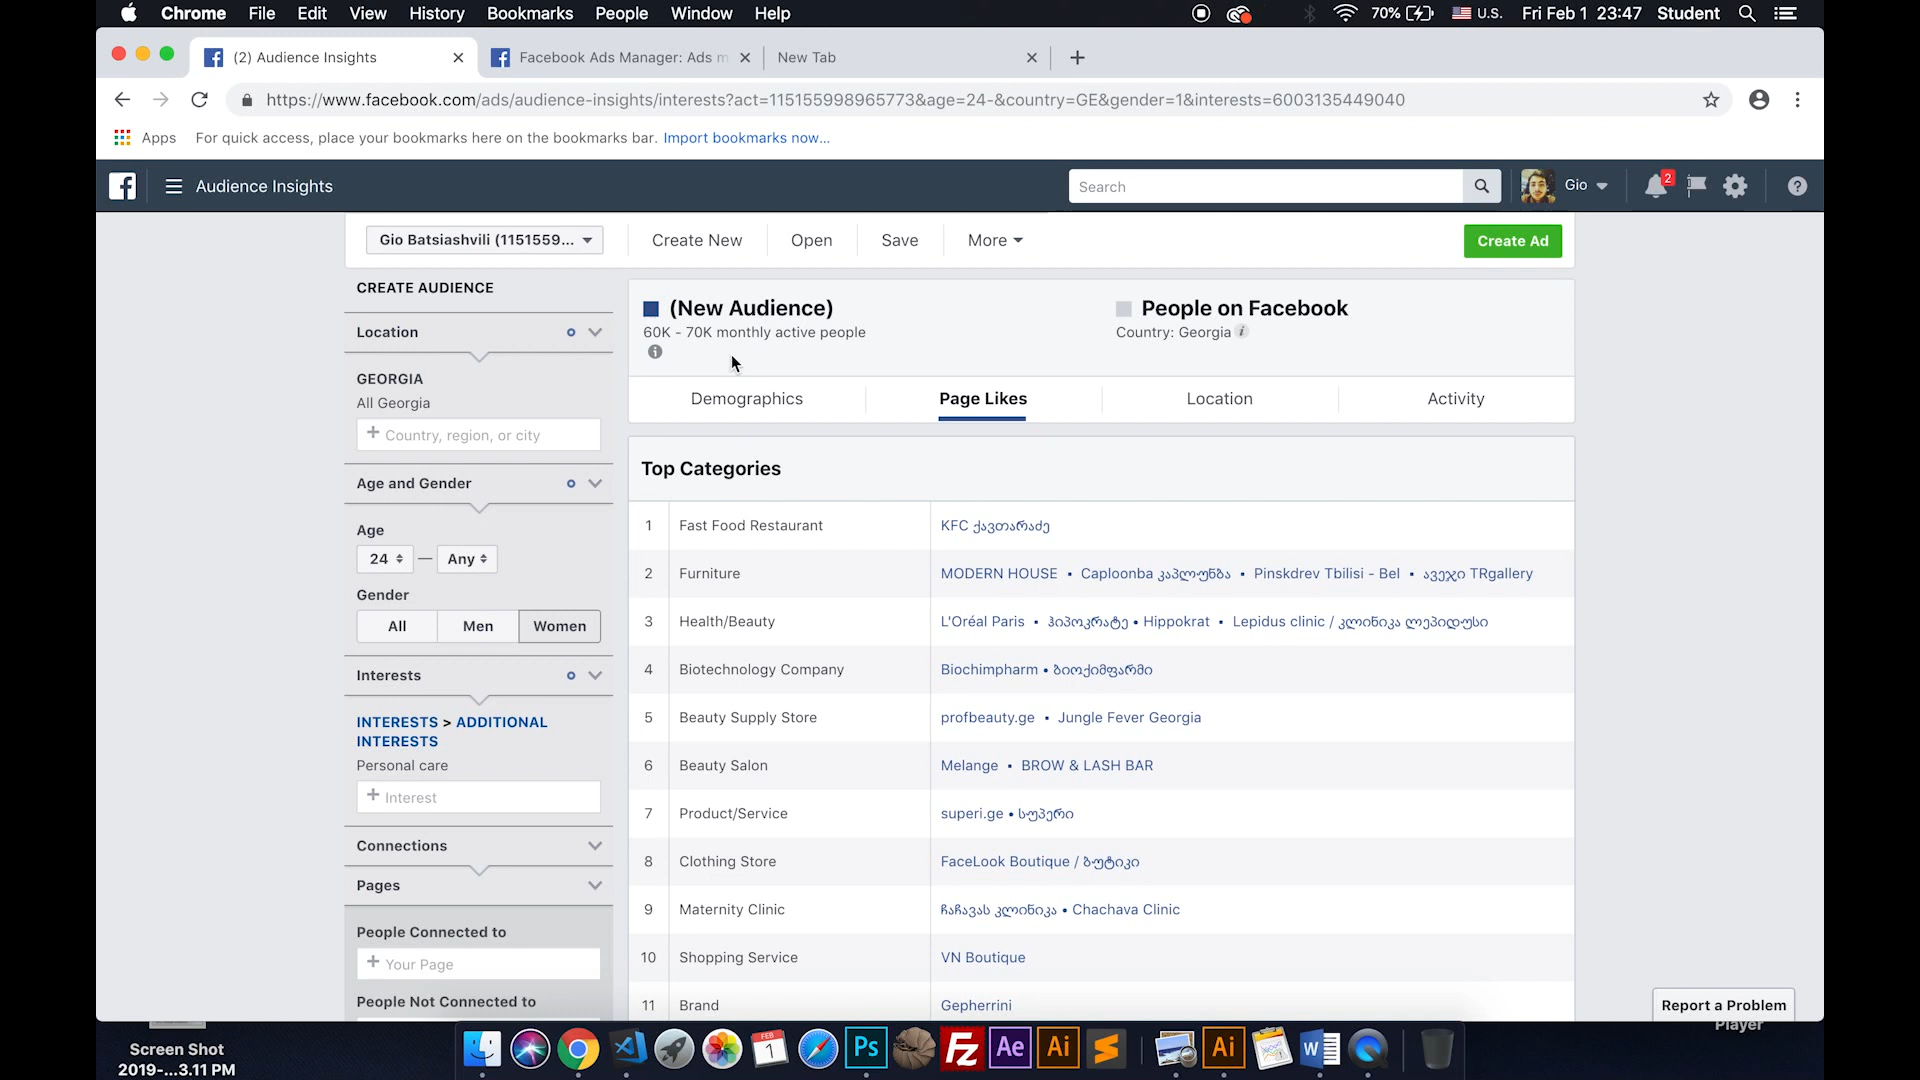 Chrome File Edit View History Bookmarks People Window Help 70% U.S. Fri Feb 1 23:47 Student
(2) Audience Insights Facebook Ads Manager: Ads m New Tab
https://www.facebook.com/ads/audience-insights/interests?act=115155998965773&age=24-&country=GE&gender=1&interests=6003135449040
Apps For quick access, place your bookmarks here on the bookmarks bar. Import bookmarks now...
Audience Insights Search Gio 2
Gio Batsiashvili (1151559... Create New Open Save More Create Ad
CREATE AUDIENCE
Location
GEORGIA
All Georgia
+ Country, region, or city
Age and Gender
Age
24 — Any
Gender
All Men Women
Interests
INTERESTS > ADDITIONAL
INTERESTS
Personal care
+ Interest
Connections
Pages
People Connected to
+ Your Page
People Not Connected to
(New Audience)
60K - 70K monthly active people
People on Facebook
Country: Georgia
Demographics Page Likes Location Activity
Top Categories
1 Fast Food Restaurant KFC ქავთარაძე
2 Furniture MODERN HOUSE • Caploonba კაპლუნბა • Pinskdrev Tbilisi - Bel • ავეჯი TRgallery
3 Health/Beauty L'Oréal Paris • ჰიპოკრატე • Hippokrat • Lepidus clinic / კლინიკა ლეპიდუსი
4 Biotechnology Company Biochimpharm • ბიოქიმფარმი
5 Beauty Supply Store profbeauty.ge • Jungle Fever Georgia
6 Beauty Salon Melange • BROW & LASH BAR
7 Product/Service superi.ge • სუპერი
8 Clothing Store FaceLook Boutique / ბუტიკი
9 Maternity Clinic ჩაჩავას კლინიკა • Chachava Clinic
10 Shopping Service VN Boutique
11 Brand Gepherrini
Report a Problem
Player
Screen Shot
2019-...3.11 PM
FEB
1
Ps
Fz
Ae
Ai
Ai
W